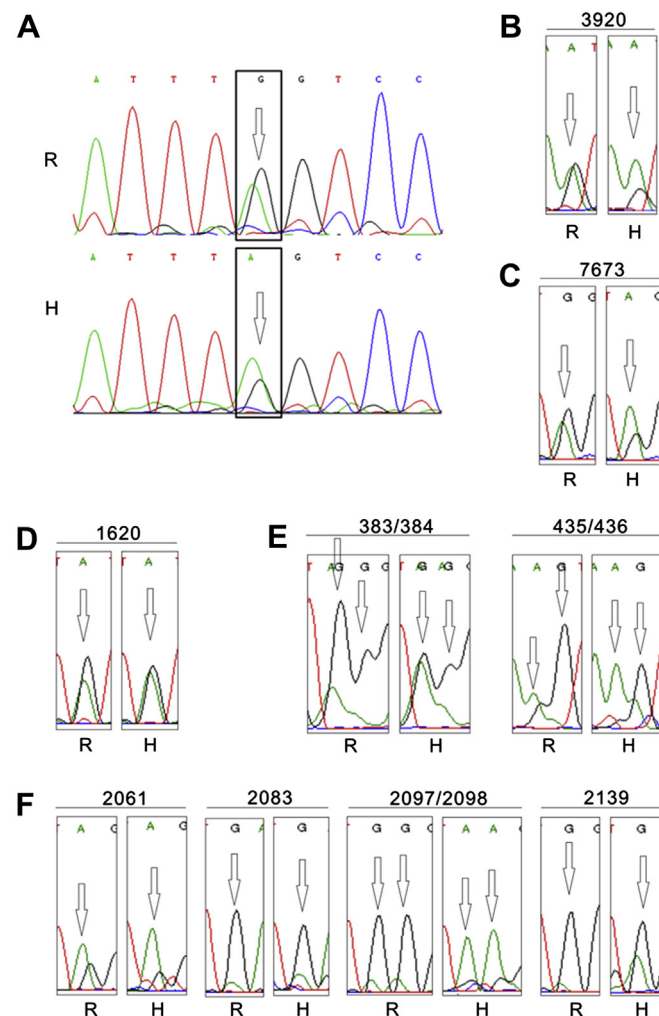 A
A T T T G G T C C
R
A T T T A G T C C
H
B
3920
A A T
A A
R H
C
7673
T G G
T A G
R H
D
1620
T A T
T A T
R H
E
383/384
435/436
T A G G G
T A G A G G
A A G T
A A G
R H
R H
F
2061
2083
2097/2098
2139
T A G
A G
G A
G
G G
A A
G G
T G
R H
R H
R H
R H